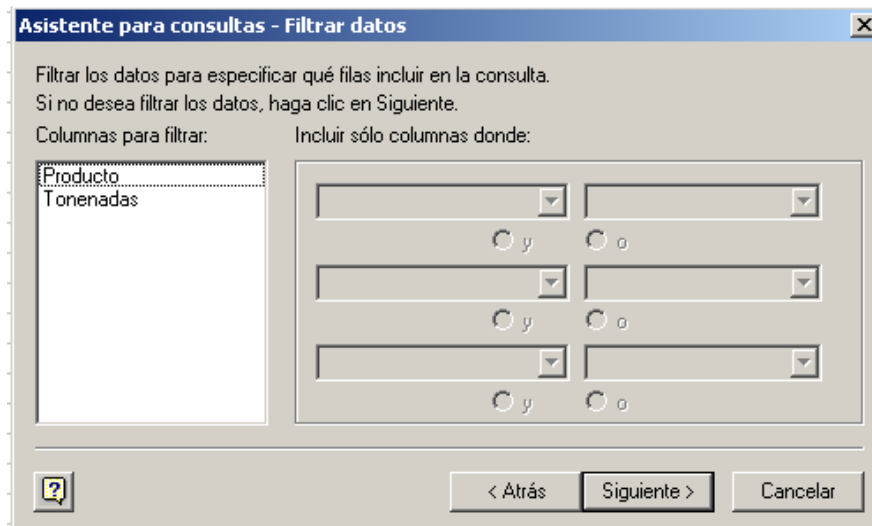 Asistente para consultas - Filtrar datos
Filtrar los datos para especificar qué filas incluir en la consulta.
Si no desea filtrar los datos, haga clic en Siguiente.
Columnas para filtrar: Incluir sólo columnas donde:
Producto
Tonenadas
y o
y o
y o
? < Atrás Siguiente > Cancelar